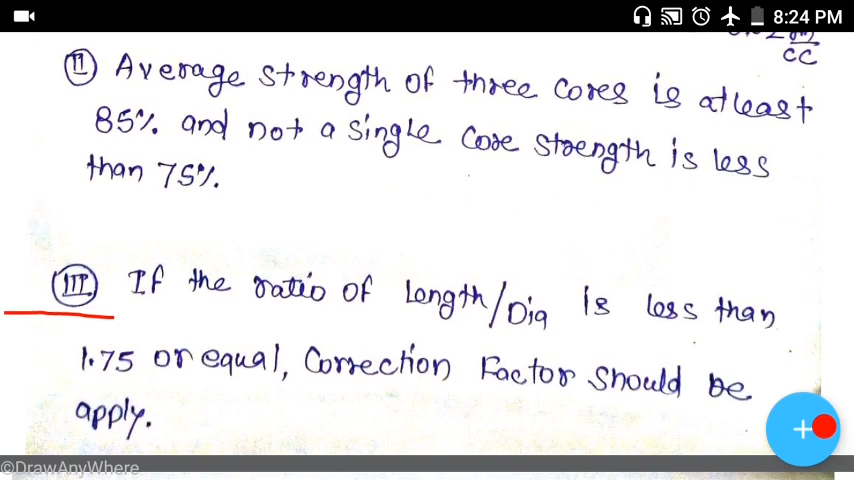 8:24 PM
CC
(II) Average strength of three cores is atleast
85% and not a single core strength is less
than 75%.
(III) If the ratio of Length/Dia is less than
1.75 or equal, Correction Factor should be
apply.
+
©DrawAnyWhere